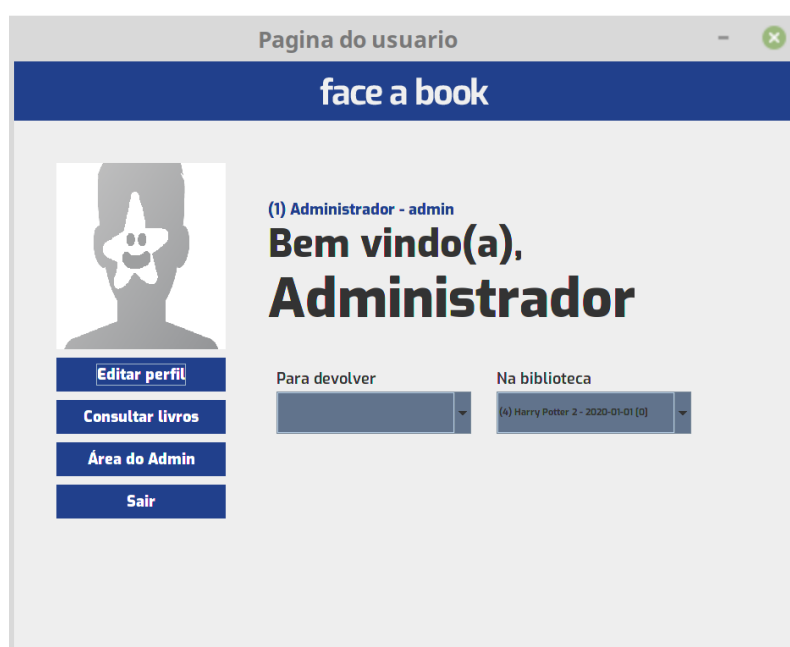 Pagina do usuario
face a book
(1) Administrador - admin
Bem vindo(a),
Administrador
Editar perfil
Consultar livros
Área do Admin
Sair
Para devolver
Na biblioteca
(4) Harry Potter 2 - 2020-01-01 [0]